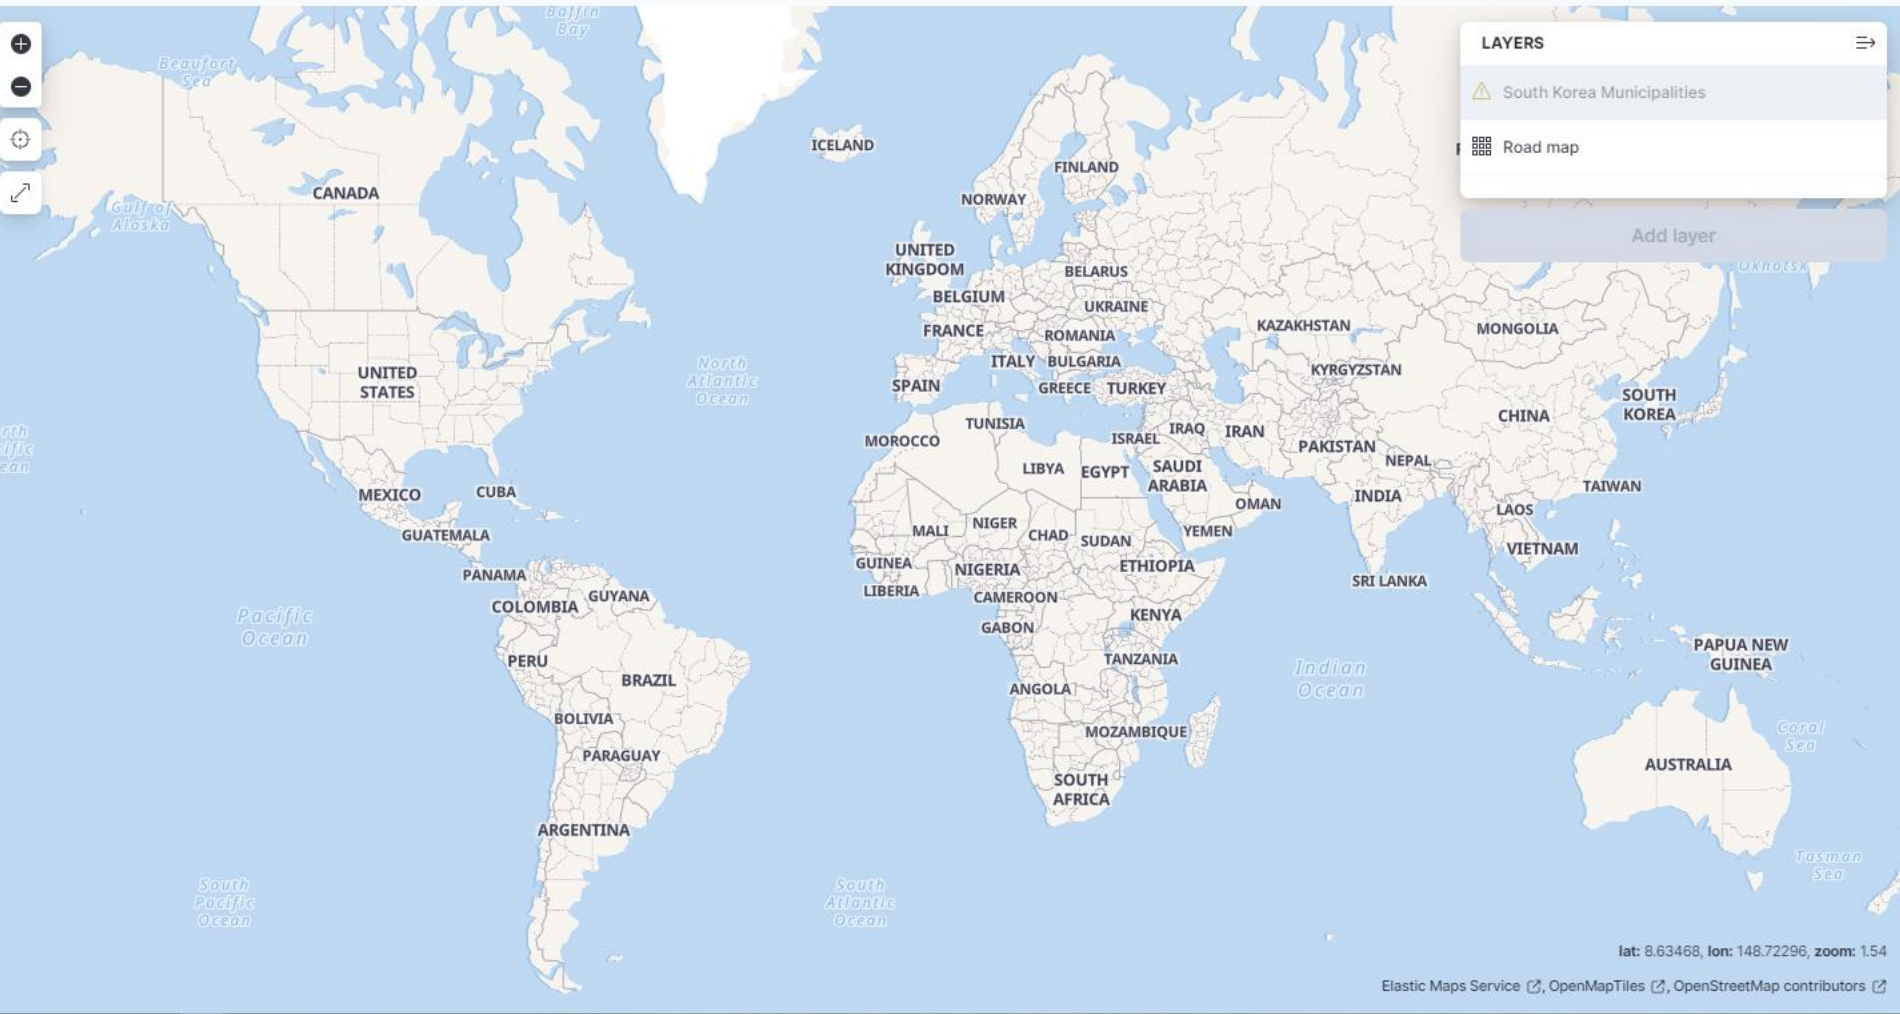 Baffin
Bay
LAYERS
Beaufort
Sea
South Korea Municipalities
ICELAND
Road map
FINLAND
CANADA
NORWAY
Gulf of
Alaska
Add layer
UNITED
KINGDOM
BELARUS
Okhotsk
BELGIUM
UKRAINE
FRANCE
ROMANIA
KAZAKHSTAN
MONGOLIA
North
Atlantic
Ocean
ITALY
BULGARIA
KYRGYZSTAN
UNITED
STATES
SPAIN
GREECE
TURKEY
SOUTH
KOREA
CHINA
TUNISIA
MOROCCO
ISRAEL
IRAQ
IRAN
PAKISTAN
NEPAL
LIBYA
EGYPT
SAUDI
ARABIA
MEXICO
CUBA
INDIA
TAIWAN
OMAN
LAOS
GUATEMALA
MALI
NIGER
CHAD
SUDAN
YEMEN
VIETNAM
GUINEA
NIGERIA
ETHIOPIA
PANAMA
SRI LANKA
LIBERIA
CAMEROON
COLOMBIA
GUYANA
KENYA
Pacific
Ocean
GABON
PERU
TANZANIA
Indian
Ocean
PAPUA NEW
GUINEA
BRAZIL
ANGOLA
BOLIVIA
MOZAMBIQUE
Coral
Sea
PARAGUAY
AUSTRALIA
SOUTH
AFRICA
ARGENTINA
Tasman
Sea
South
Pacific
Ocean
South
Atlantic
Ocean
lat: 8.63468, lon: 148.72296, zoom: 1.54
Elastic Maps Service, OpenMapTiles, OpenStreetMap contributors